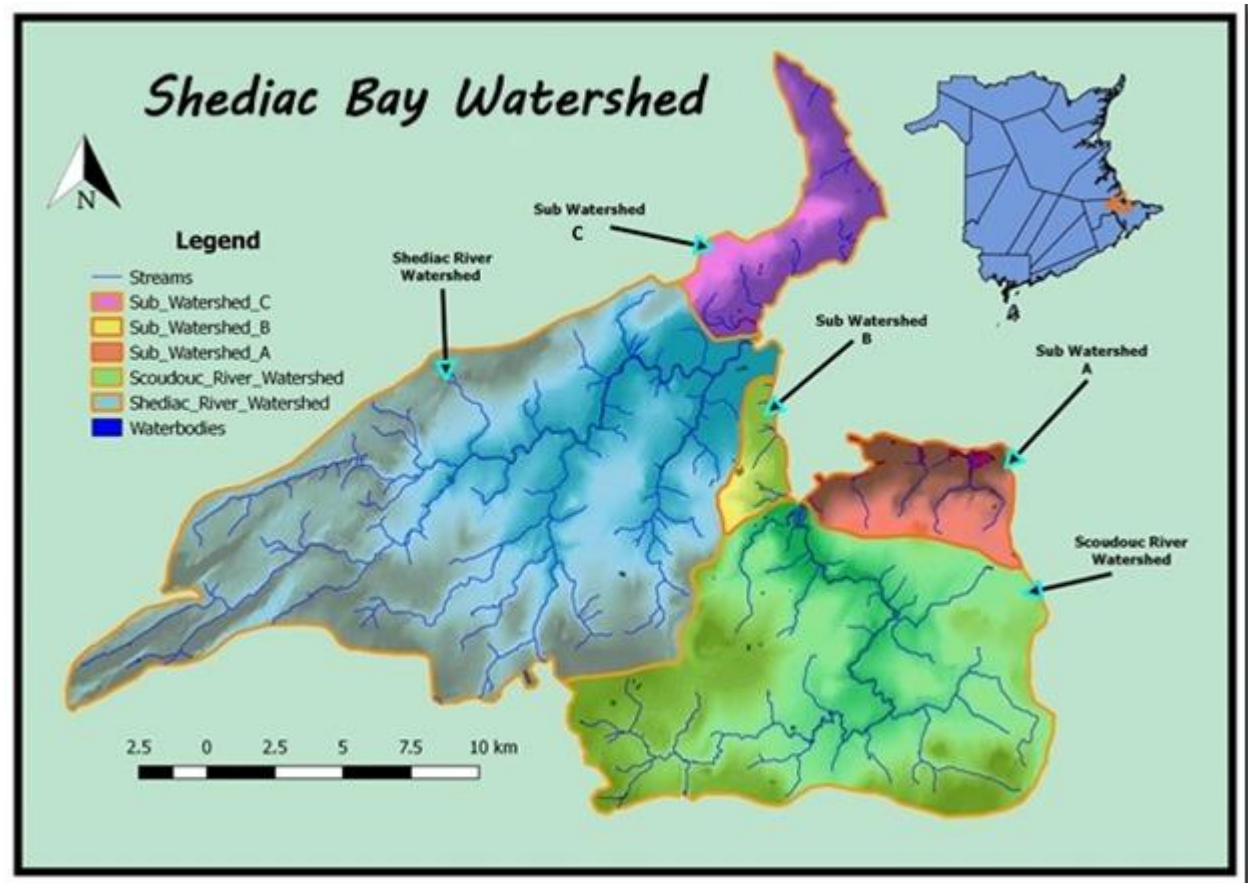 Shediac Bay Watershed
N
Legend
Streams
Sub_Watershed_C
Sub_Watershed_B
Sub_Watershed_A
Scoudouc_River_Watershed
Shediac_River_Watershed
Waterbodies
Sub Watershed
C
Shediac River
Watershed
Sub Watershed
B
Sub Watershed
A
Scoudouc River
Watershed
2.5 0 2.5 5 7.5 10 km